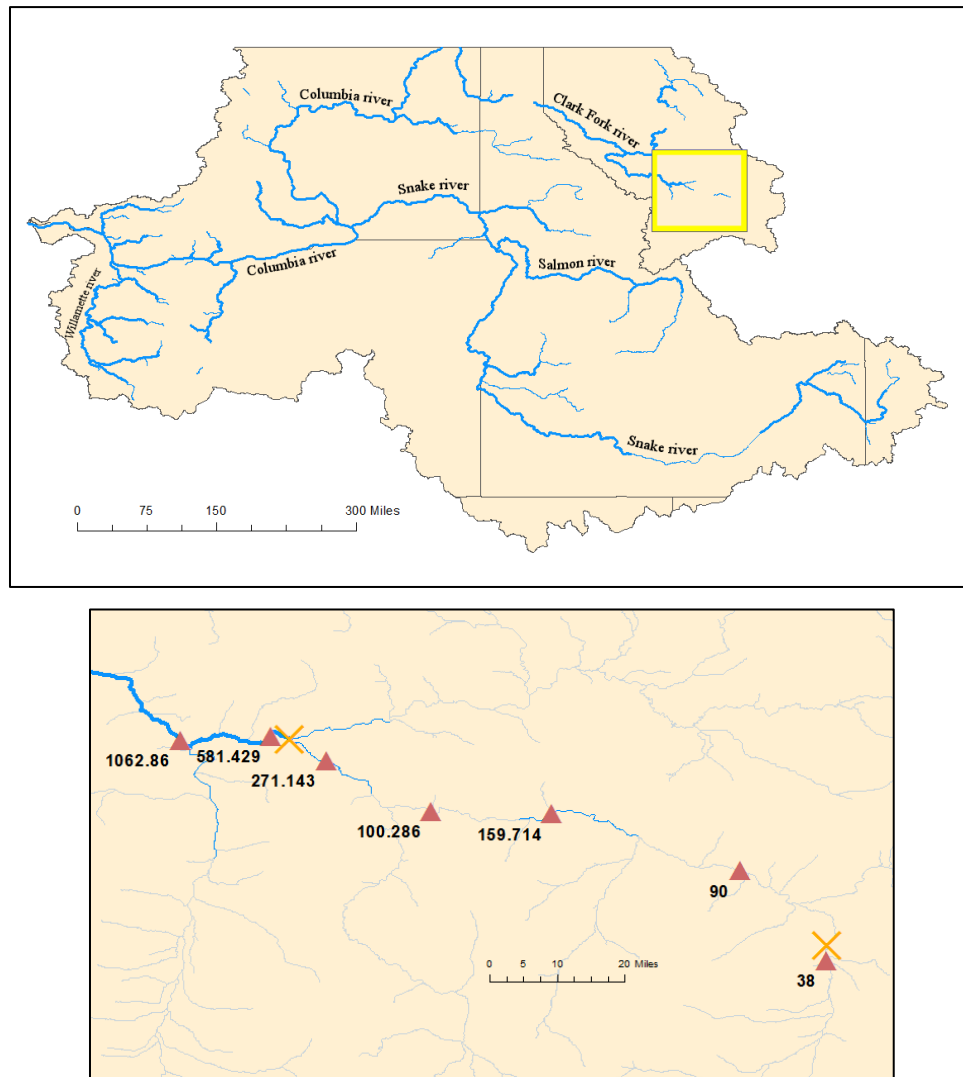 Columbia river
Clark Fork river
Snake river
Columbia river
Salmon river
Willamette river
Snake river
0 75 150 300 Miles
1062.86
581.429
271.143
100.286
159.714
90
0 5 10 20 Miles
38